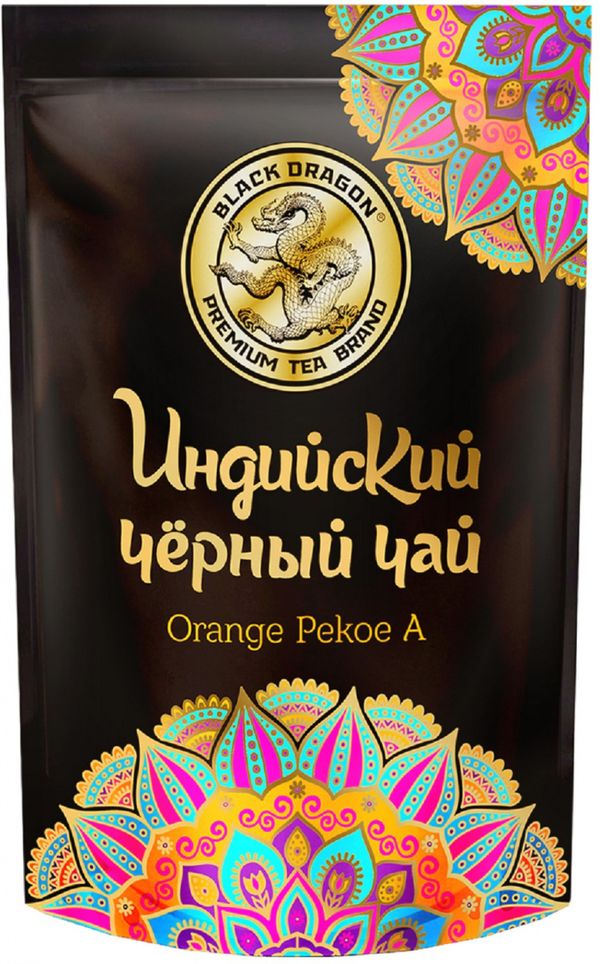 BLACK DRAGON®
PREMIUM TEA BRAND
Индийский
чёрный чай
Orange Pekoe A